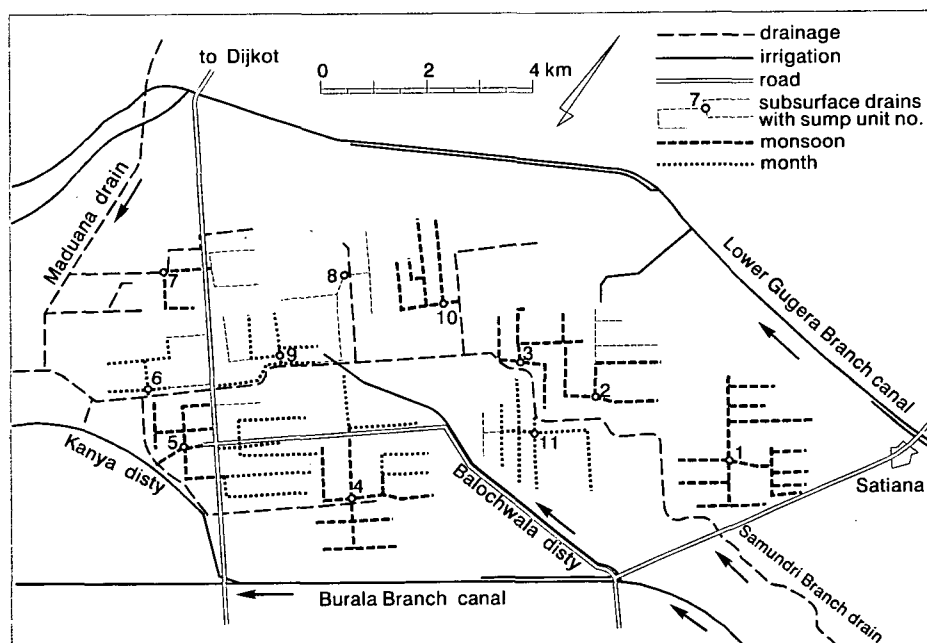 to Dijkot
0 2 4 km
drainage
irrigation
road
7 subsurface drains
with sump unit no.
monsoon
month
Maduana drain
7
8
10
Lower Gugera Branch canal
9
3
6
2
5
11
1
Kanya disty
4
Balochwala disty
Satiana
Samundri Branch drain
Burala Branch canal